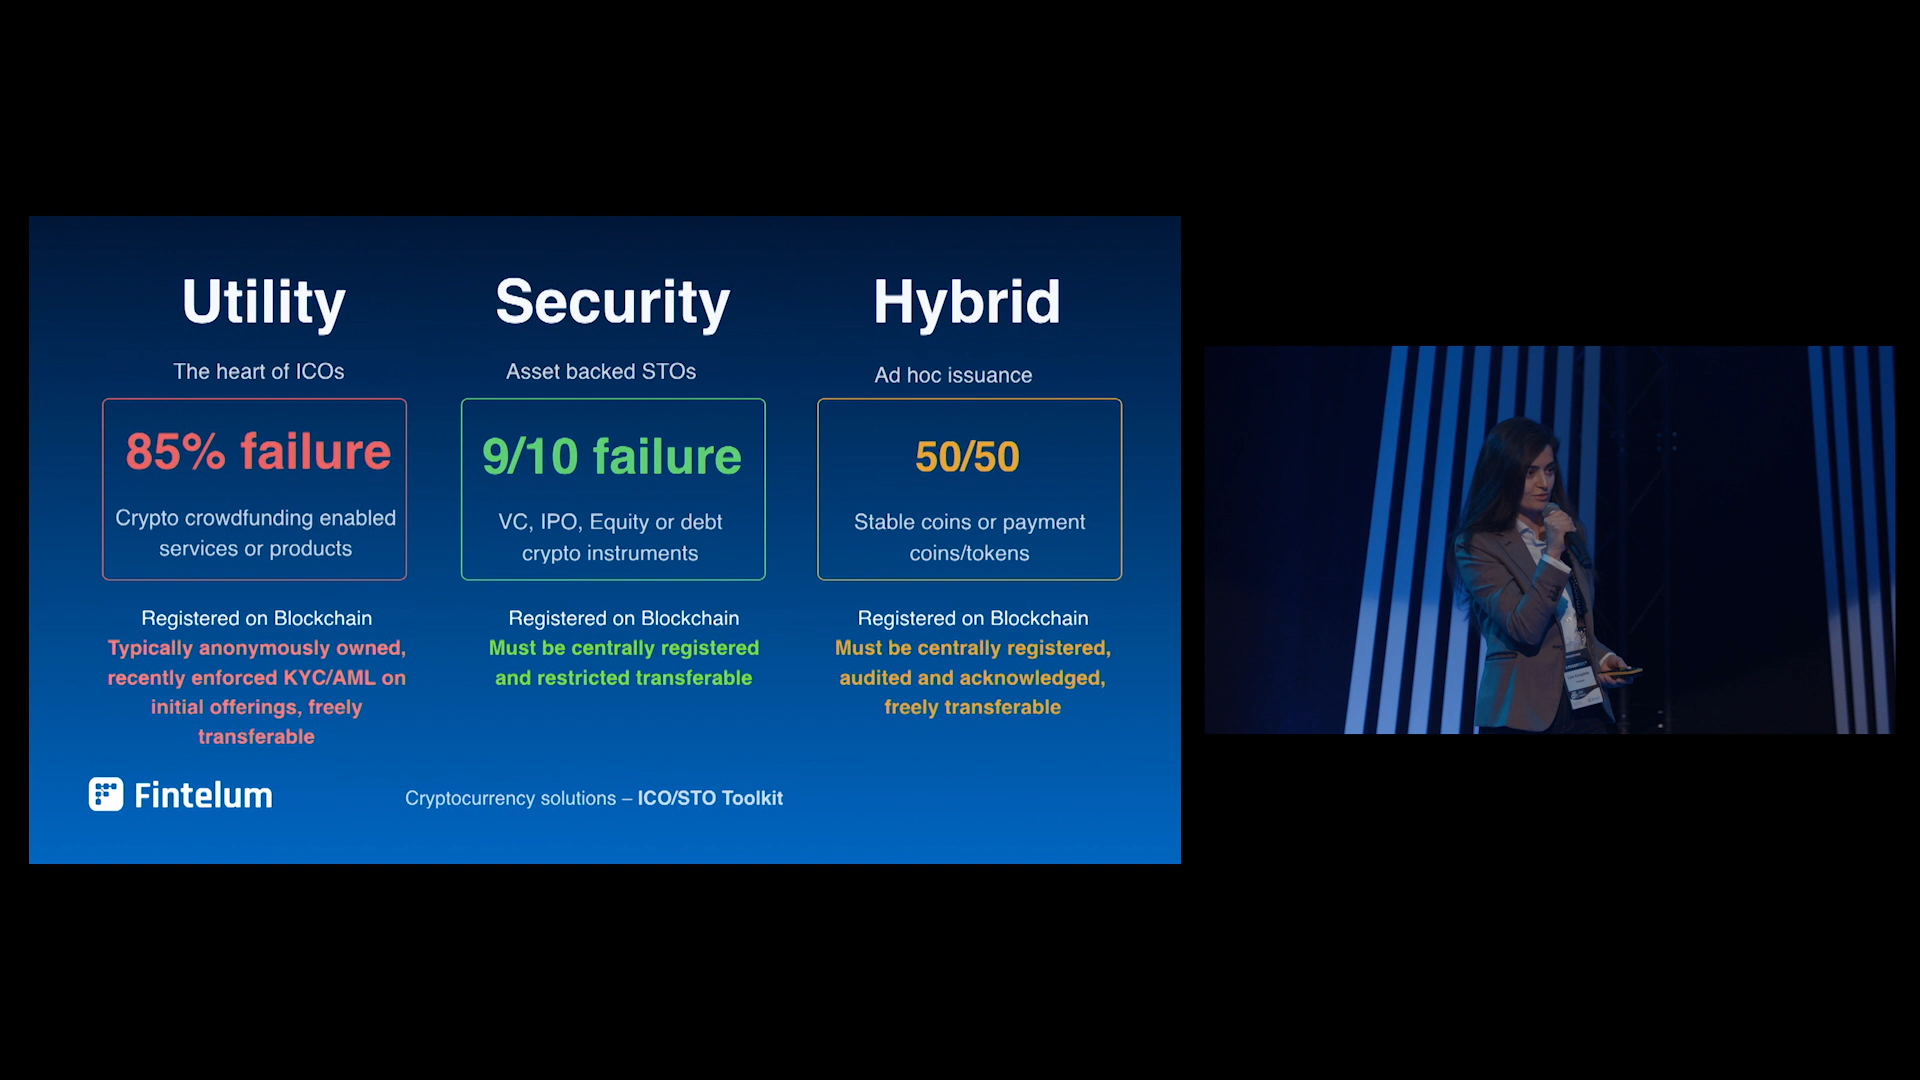 Utility
The heart of ICOs
85% failure
Crypto crowdfunding enabled
services or products
Registered on Blockchain
Typically anonymously owned,
recently enforced KYC/AML on
initial offerings, freely
transferable
Security
Asset backed STOs
9/10 failure
VC, IPO, Equity or debt
crypto instruments
Registered on Blockchain
Must be centrally registered
and restricted transferable
Hybrid
Ad hoc issuance
50/50
Stable coins or payment
coins/tokens
Registered on Blockchain
Must be centrally registered,
audited and acknowledged,
freely transferable
Fintelum
Cryptocurrency solutions – ICO/STO Toolkit